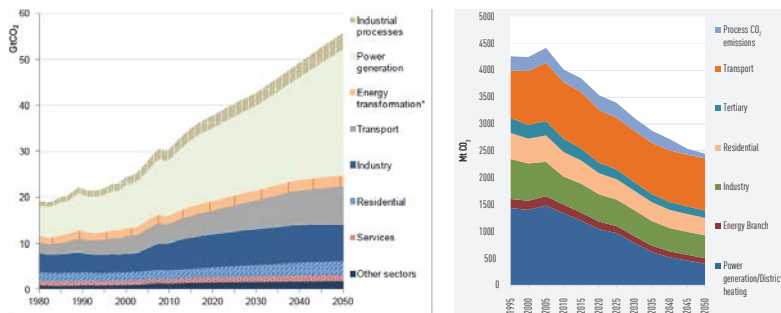 GtCO₂
60
50
40
30
20
10
0
1980
1990
2000
2010
2020
2030
2040
2050
Industrial
processes
Power
generation
Energy
transformation*
Transport
Industry
Residential
Services
Other sectors
Mt CO₂
5000
4500
4000
3500
3000
2500
2000
1500
1000
500
0
1995
2000
2005
2010
2015
2020
2025
2030
2035
2040
2045
2050
Process CO₂
emissions
Transport
Tertiary
Residential
Industry
Energy Branch
Power
generation/District
heating